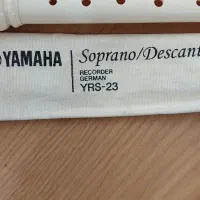 YAMAHA
Soprano/Descant
RECORDER
GERMAN
YRS-23